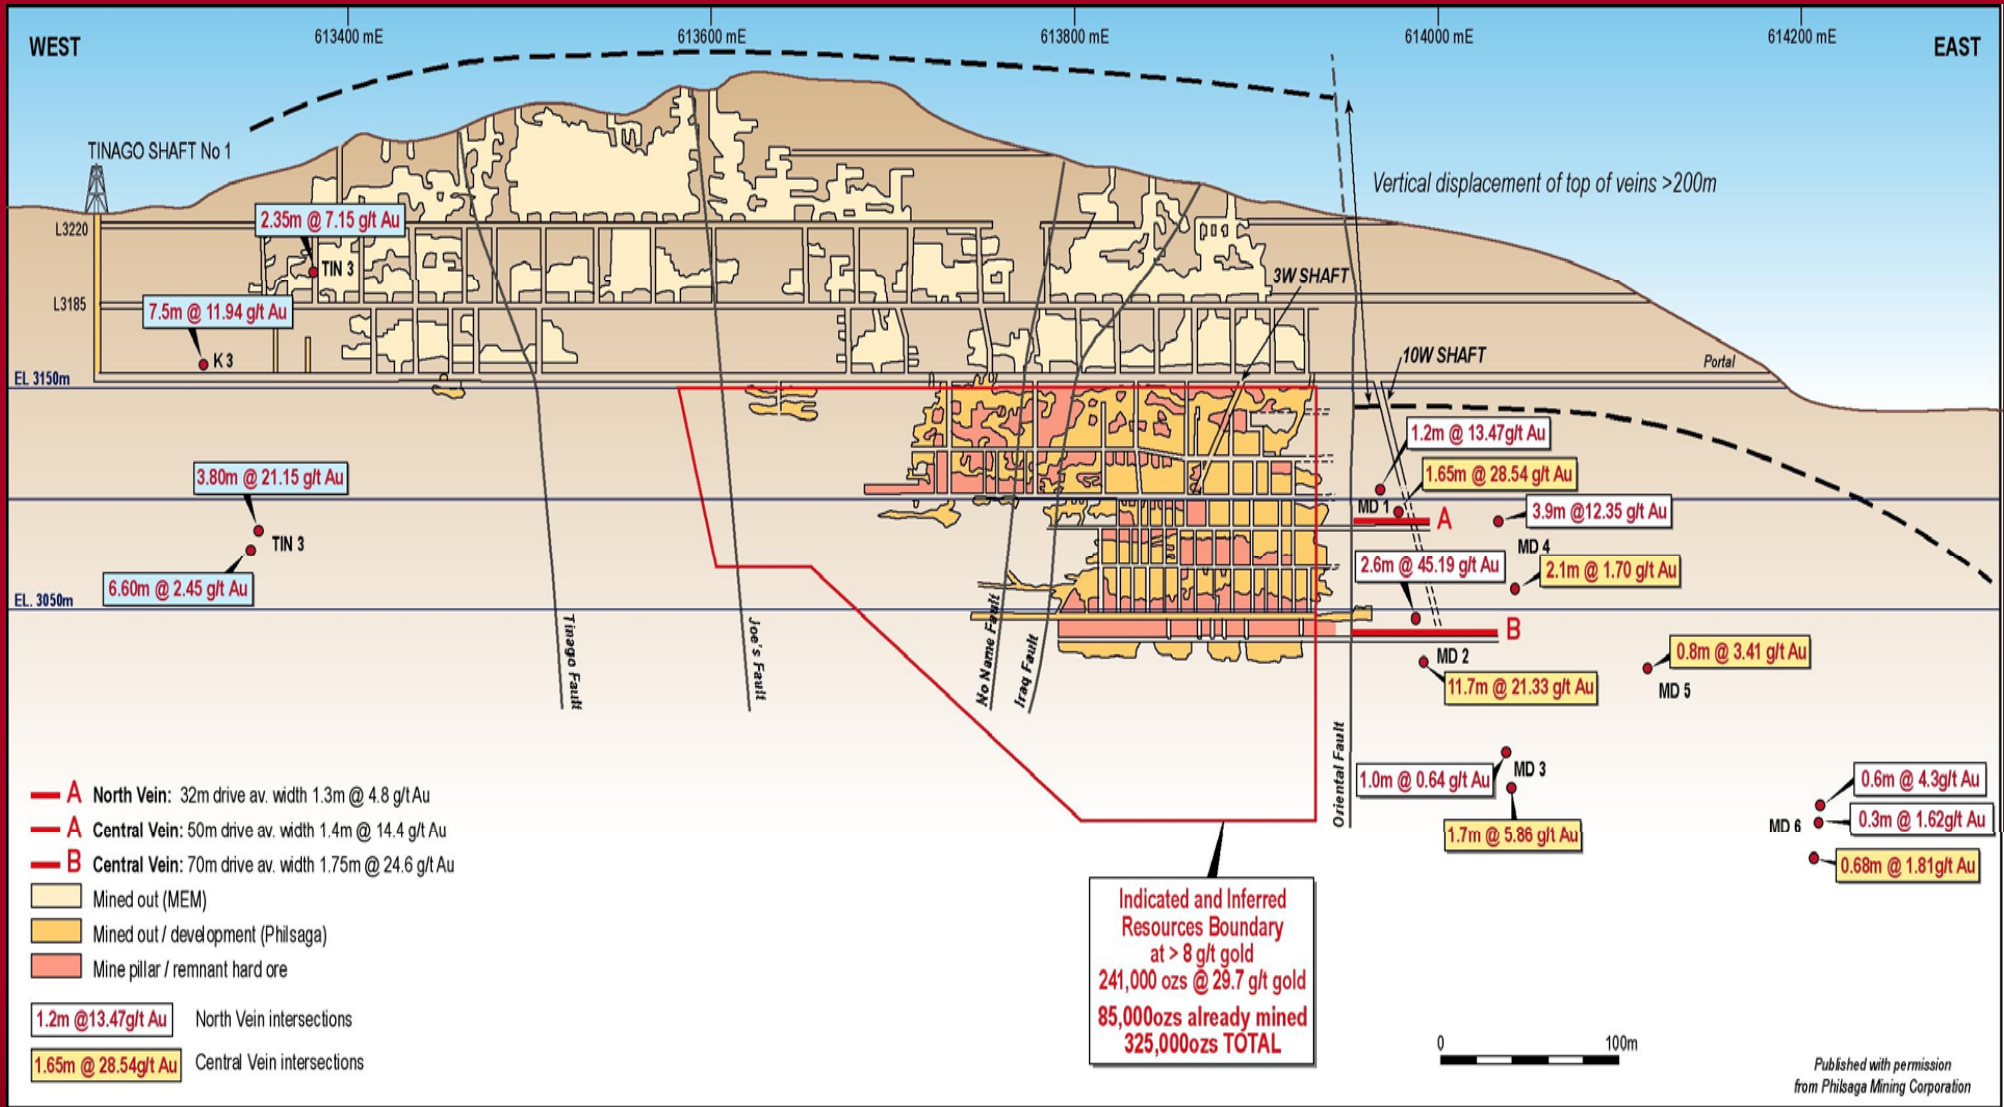 613400 mE
613600 mE
613800 mE
614000 mE
614200 mE
WEST
EAST
TINAGO SHAFT No 1
Vertical displacement of top of veins >200m
L3220
2.35m @ 7.15 g/t Au
TIN 3
3W SHAFT
L3185
7.5m @ 11.94 g/t Au
K 3
10W SHAFT
Portal
EL 3150m
1.2m @ 13.47g/t Au
1.65m @ 28.54 g/t Au
3.80m @ 21.15 g/t Au
MD 1
A
3.9m @12.35 g/t Au
TIN 3
MD 4
2.6m @ 45.19 g/t Au
2.1m @ 1.70 g/t Au
6.60m @ 2.45 g/t Au
EL. 3050m
B
Tinago Fault
Joe's Fault
No Name Fault
Iraq Fault
Oriental Fault
MD 2
0.8m @ 3.41 g/t Au
11.7m @ 21.33 g/t Au
MD 5
1.0m @ 0.64 g/t Au
MD 3
1.7m @ 5.86 g/t Au
0.6m @ 4.3g/t Au
MD 6
0.3m @ 1.62g/t Au
0.68m @ 1.81g/t Au
A North Vein: 32m drive av. width 1.3m @ 4.8 g/t Au
A Central Vein: 50m drive av. width 1.4m @ 14.4 g/t Au
B Central Vein: 70m drive av. width 1.75m @ 24.6 g/t Au
Mined out (MEM)
Mined out / development (Philsaga)
Mine pillar / remnant hard ore
1.2m @13.47g/t Au North Vein intersections
1.65m @ 28.54g/t Au Central Vein intersections
Indicated and Inferred
Resources Boundary
at > 8 g/t gold
241,000 ozs @ 29.7 g/t gold
85,000ozs already mined
325,000ozs TOTAL
0 100m
Published with permission
from Philsaga Mining Corporation